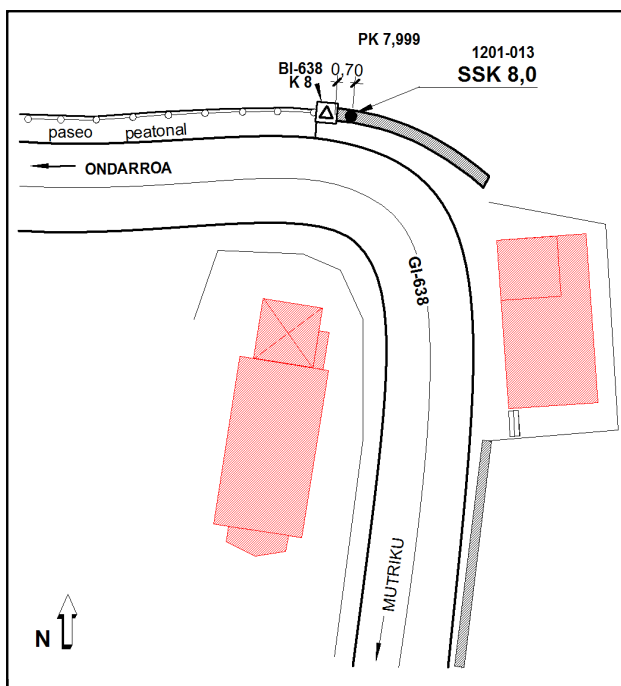 PK 7,999
1201-013
SSK 8,0
BI-638
K 8
0,70
paseo peatonal
ONDARROA
GI-638
MUTRIKU
N